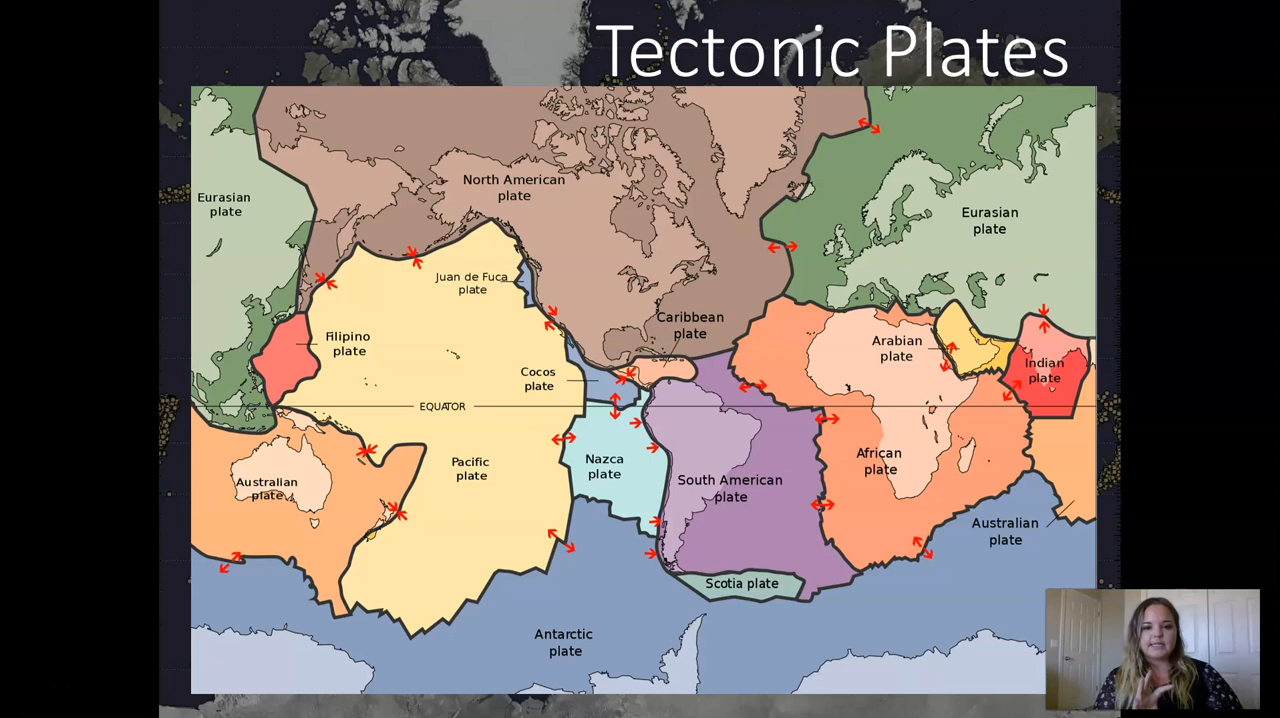 Tectonic Plates
North American
plate
Eurasian
plate
Eurasian
plate
Juan de Fuca
plate
Caribbean
plate
Filipino
plate
Arabian
plate
Indian
plate
Cocos
plate
EQUATOR
Pacific
plate
Nazca
plate
South American
plate
African
plate
Australian
plate
Australian
plate
Scotia plate
Antarctic
plate